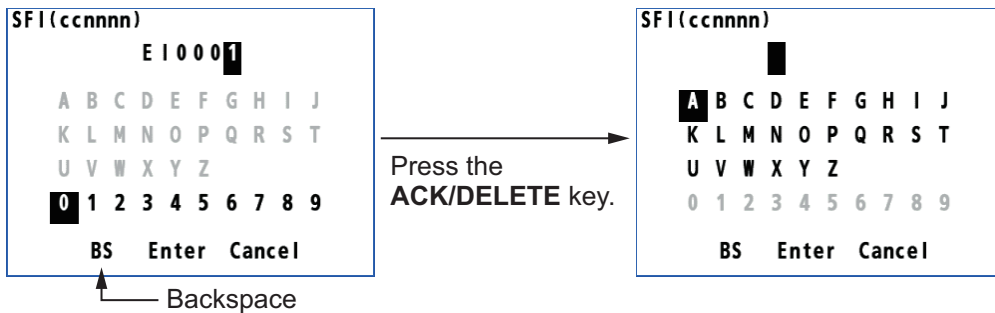 SFI(ccnnnn)
EI0001
A B C D E F G H I J
K L M N O P Q R S T
U V W X Y Z
0 1 2 3 4 5 6 7 8 9
BS Enter Cancel
Backspace
Press the
ACK/DELETE key.
SFI(ccnnnn)
A B C D E F G H I J
K L M N O P Q R S T
U V W X Y Z
0 1 2 3 4 5 6 7 8 9
BS Enter Cancel